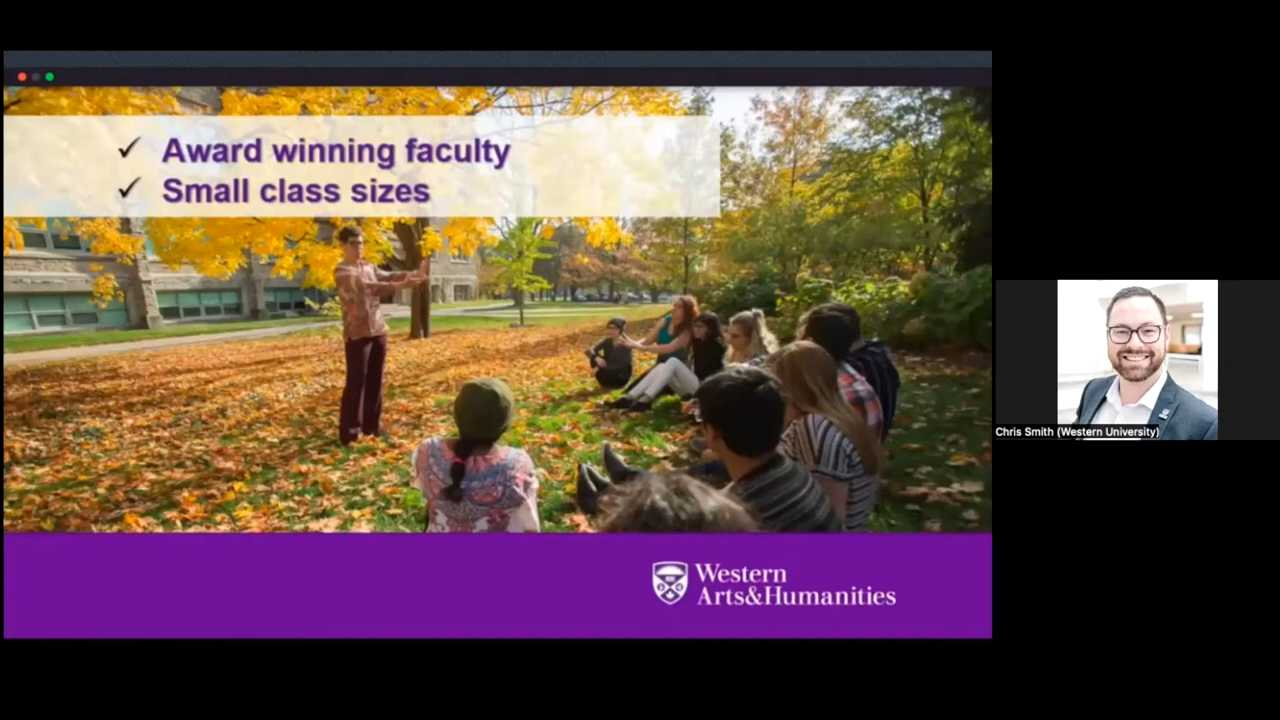 Award winning faculty
Small class sizes
Western
Arts&Humanities
Chris Smith (Western University)